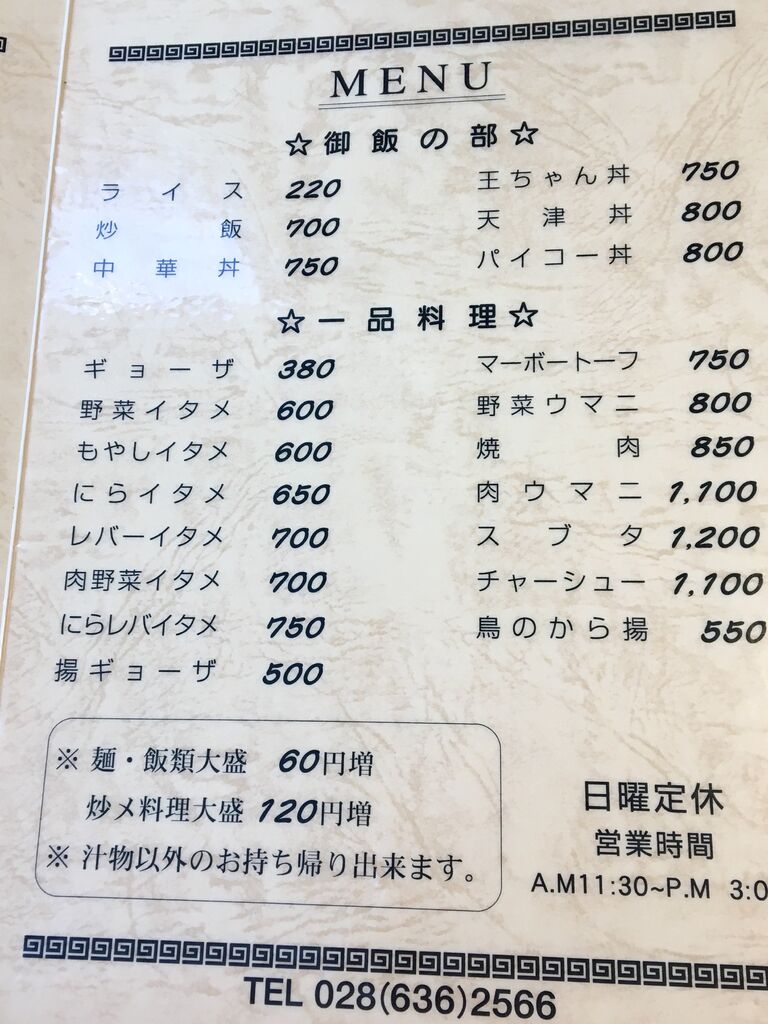 MENU
☆御飯の部☆
ライス 220
炒飯 700
中華丼 750
王ちゃん丼 750
天津丼 800
パイコー丼 800
☆一品料理☆
ギョーザ 380
野菜イタメ 600
もやしイタメ 600
にらイタメ 650
レバーイタメ 700
肉野菜イタメ 700
にらレバイタメ 750
揚ギョーザ 500
マーボートーフ 750
野菜ウマニ 800
焼肉 850
肉ウマニ 1,100
スブタ 1,200
チャーシュー 1,100
鳥のから揚 550
※ 麺・飯類大盛 60円増
炒メ料理大盛 120円増
※ 汁物以外のお持ち帰り出来ます。
日曜定休
営業時間
A.M11:30~P.M 3:0
TEL 028(636)2566